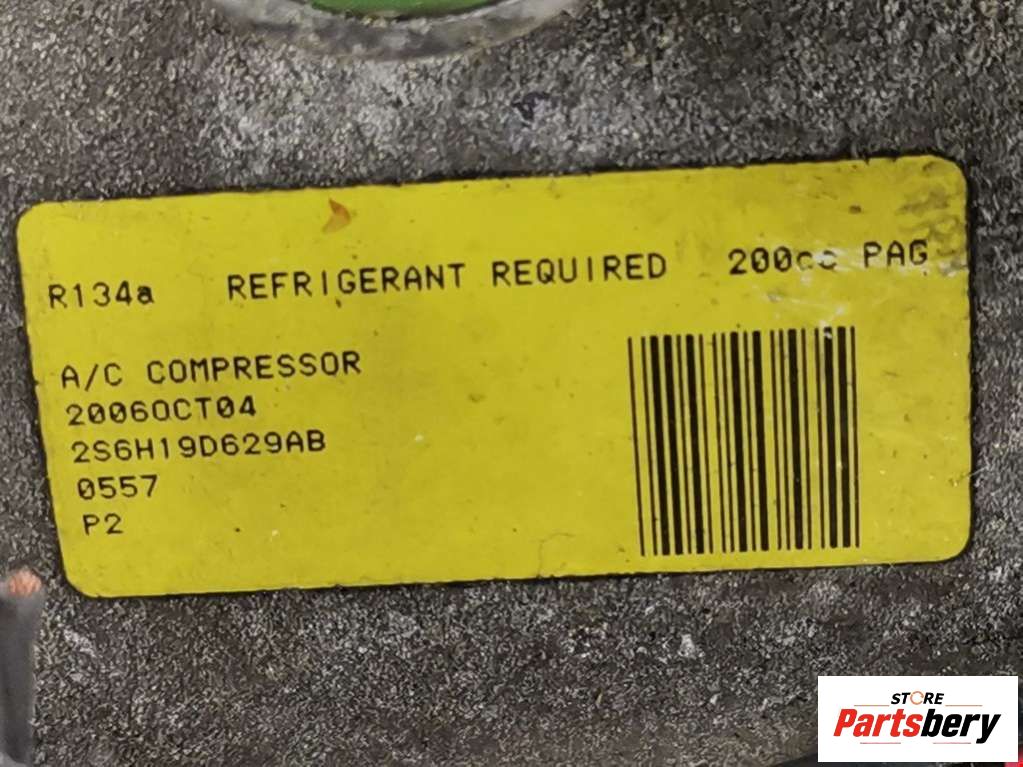 R134a REFRIGERANT REQUIRED 200cc PAG
A/C COMPRESSOR
2006OCT04
2S6H19D629AB
0557
P2
STORE
Partsbery